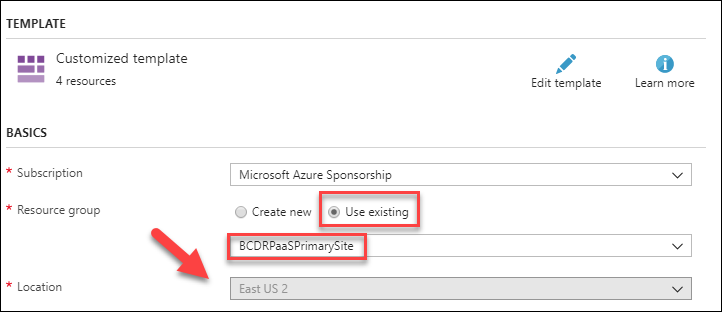 TEMPLATE
Customized template
4 resources
Edit template
Learn more
BASICS
* Subscription
Microsoft Azure Sponsorship
* Resource group
Create new
Use existing
BCDRPaaSPrimarySite
* Location
East US 2